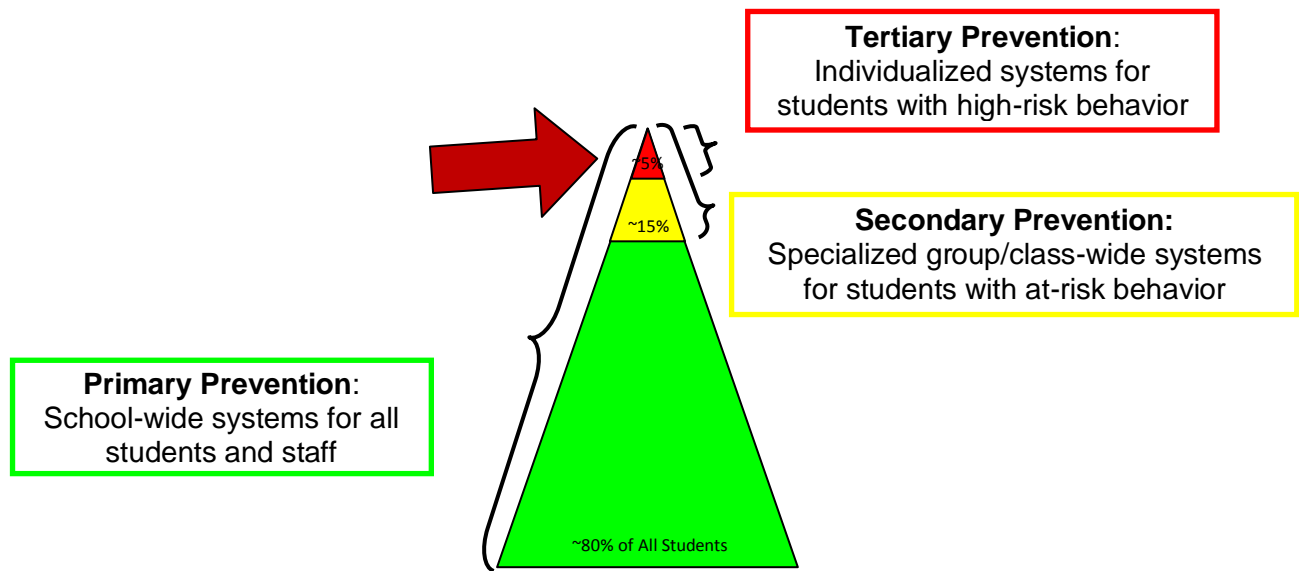 Tertiary Prevention:
Individualized systems for
students with high-risk behavior
~5%
~15%
Secondary Prevention:
Specialized group/class-wide systems
for students with at-risk behavior
Primary Prevention:
School-wide systems for all
students and staff
~80% of All Students